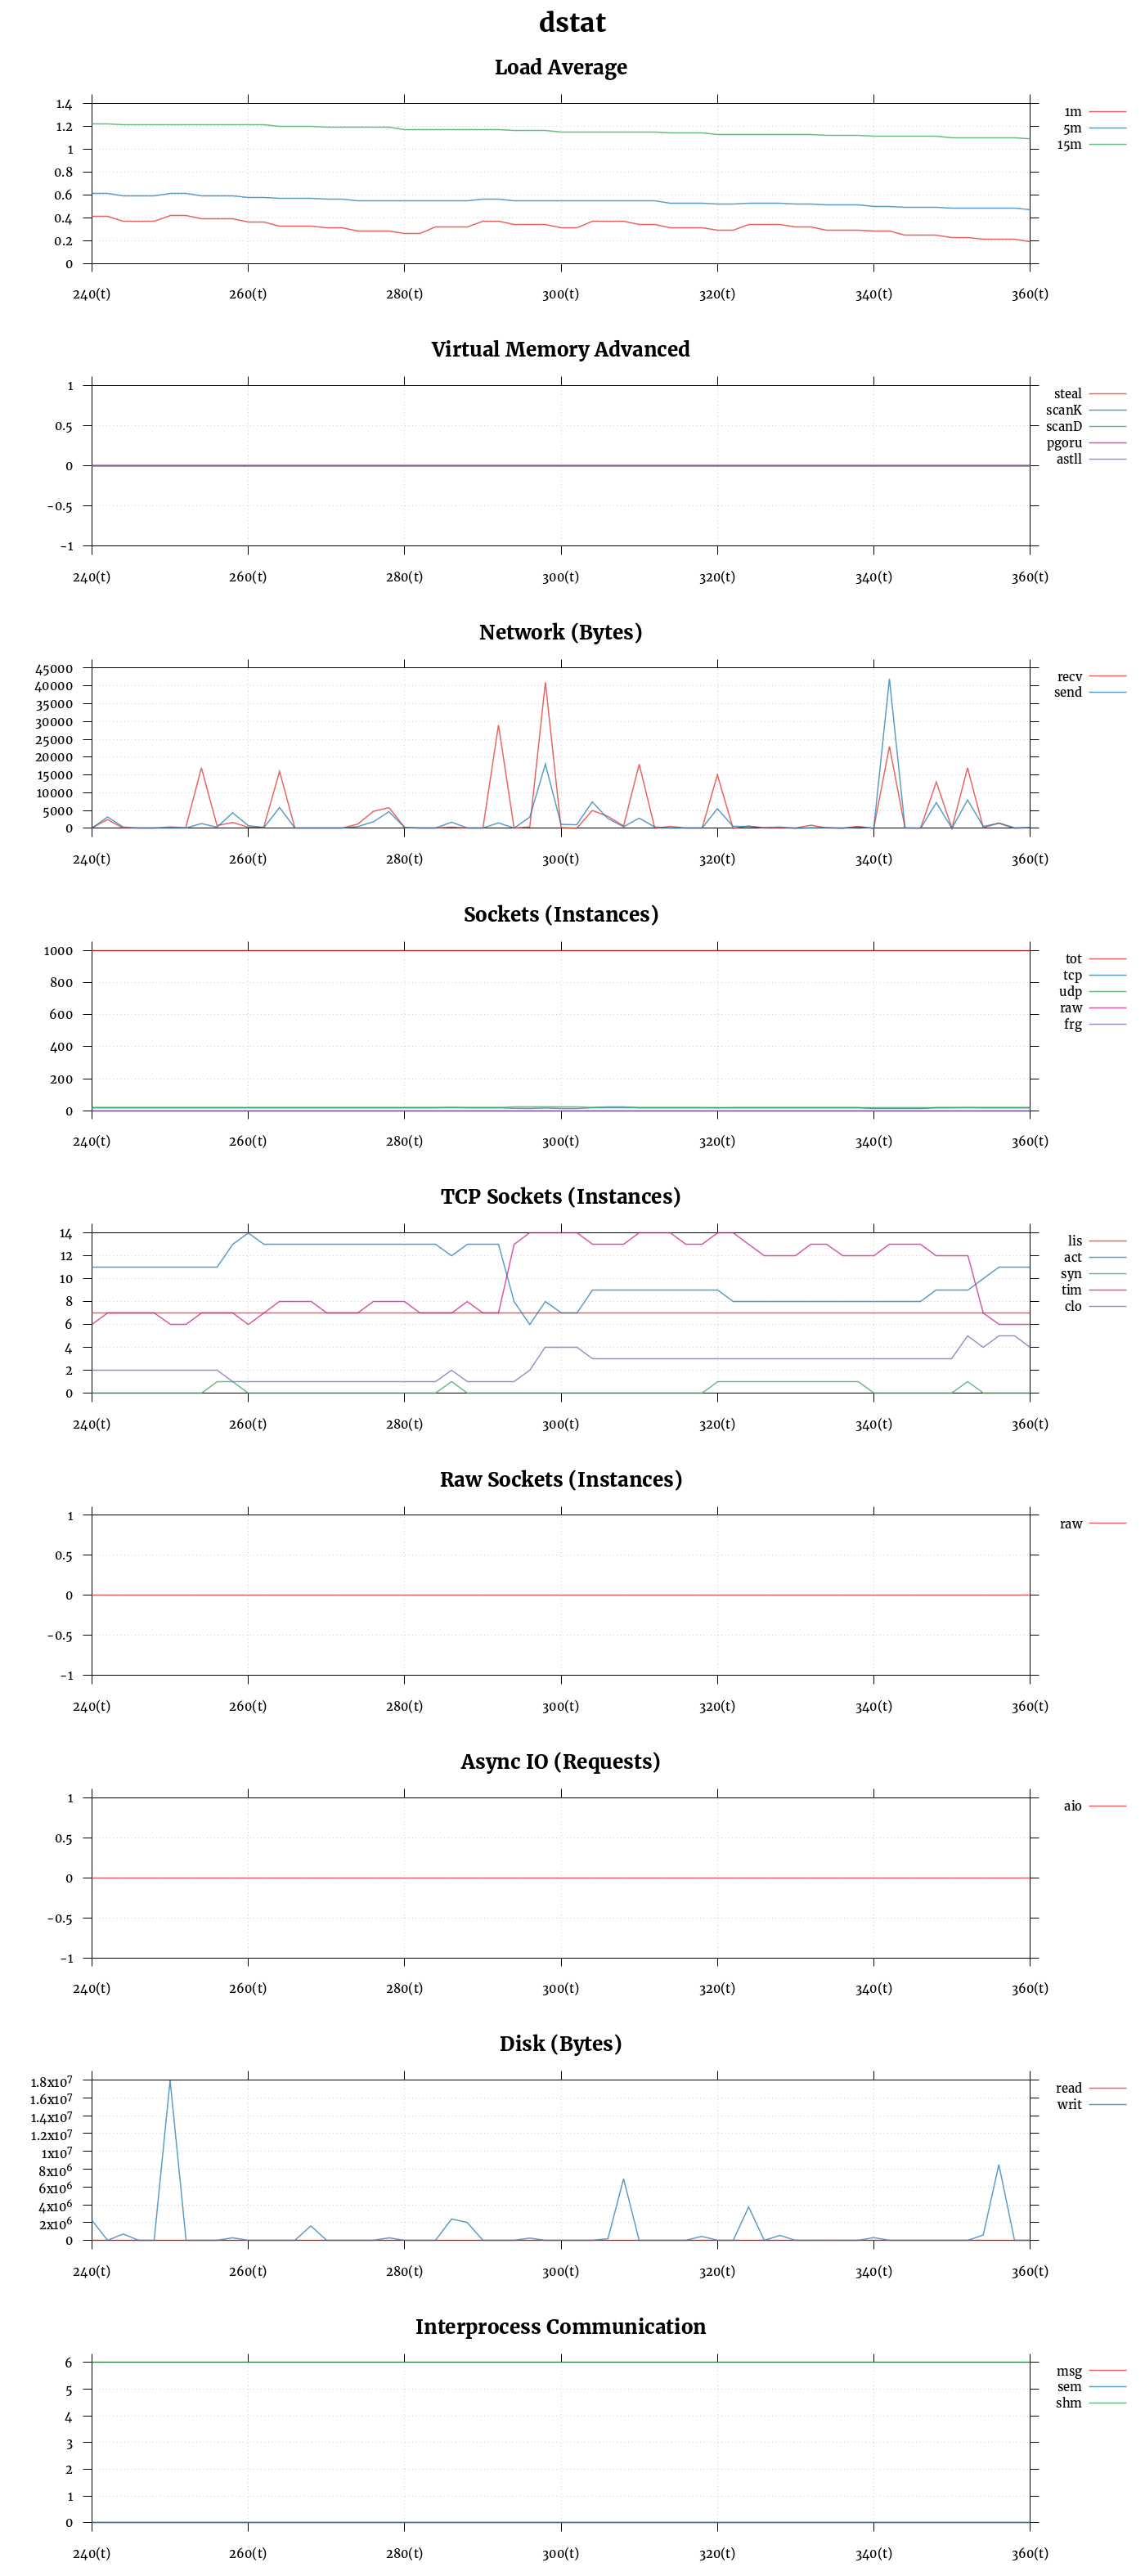 dstat
Load Average
1.4
1.2
1
0.8
0.6
0.4
0.2
0
240(t) 260(t) 280(t) 300(t) 320(t) 340(t) 360(t)
1m
5m
15m
Virtual Memory Advanced
1
0.5
0
-0.5
-1
240(t) 260(t) 280(t) 300(t) 320(t) 340(t) 360(t)
steal
scanK
scanD
pgoru
astll
Network (Bytes)
45000
40000
35000
30000
25000
20000
15000
10000
5000
0
240(t) 260(t) 280(t) 300(t) 320(t) 340(t) 360(t)
recv
send
Sockets (Instances)
1000
800
600
400
200
0
240(t) 260(t) 280(t) 300(t) 320(t) 340(t) 360(t)
tot
tcp
udp
raw
frg
TCP Sockets (Instances)
14
12
10
8
6
4
2
0
240(t) 260(t) 280(t) 300(t) 320(t) 340(t) 360(t)
lis
act
syn
tim
clo
Raw Sockets (Instances)
1
0.5
0
-0.5
-1
240(t) 260(t) 280(t) 300(t) 320(t) 340(t) 360(t)
raw
Async IO (Requests)
1
0.5
0
-0.5
-1
240(t) 260(t) 280(t) 300(t) 320(t) 340(t) 360(t)
aio
Disk (Bytes)
1.8x10⁷
1.6x10⁷
1.4x10⁷
1.2x10⁷
1x10⁷
8x10⁶
6x10⁶
4x10⁶
2x10⁶
0
240(t) 260(t) 280(t) 300(t) 320(t) 340(t) 360(t)
read
writ
Interprocess Communication
6
5
4
3
2
1
0
240(t) 260(t) 280(t) 300(t) 320(t) 340(t) 360(t)
msg
sem
shm